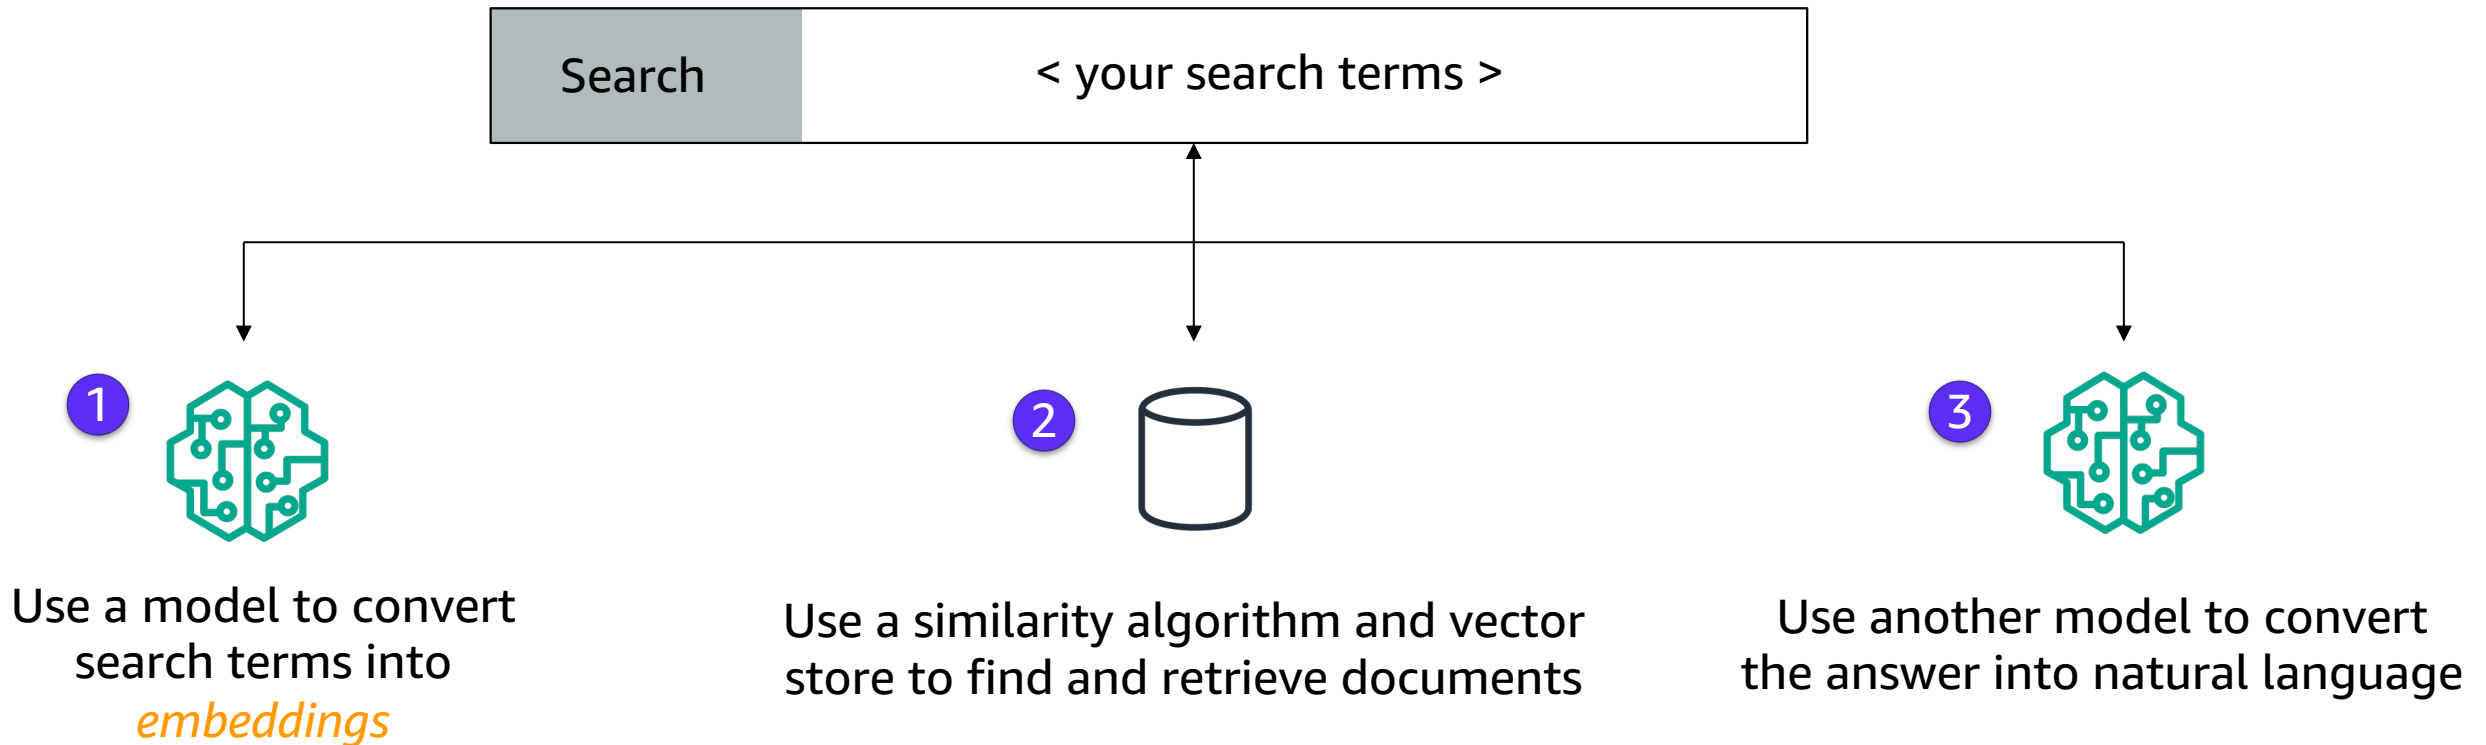 Search
< your search terms >
1
Use a model to convert
search terms into
embeddings
2
Use a similarity algorithm and vector
store to find and retrieve documents
3
Use another model to convert
the answer into natural language